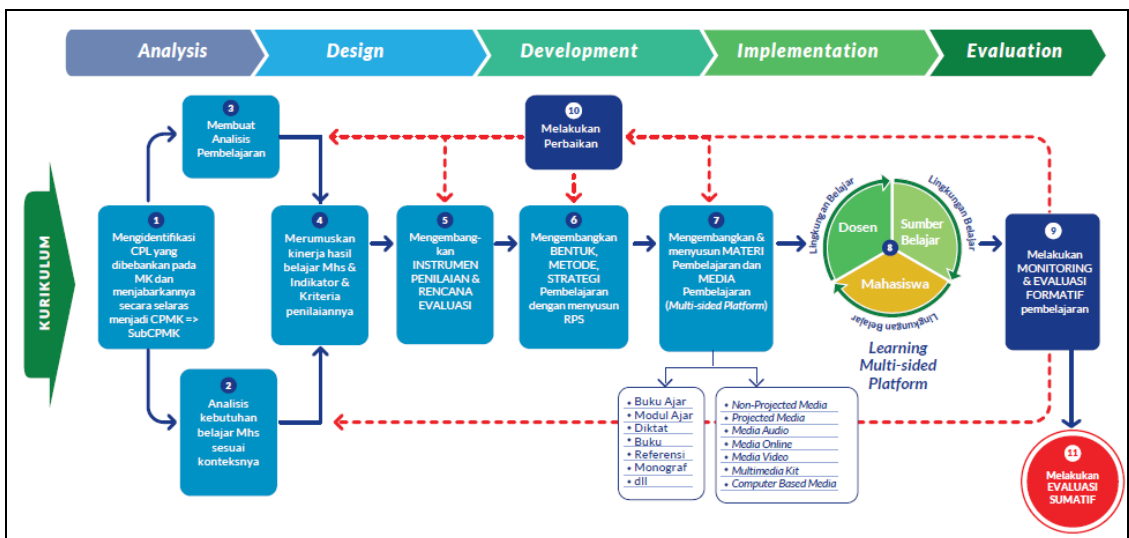 Analysis
Design
Development
Implementation
Evaluation
KURIKULUM
3
Membuat
Analisis
Pembelajaran
10
Melakukan
Perbaikan
1
Mengidentifikasi
CPL yang
dibebankan pada
MK dan
menjabarkannya
secara selaras
menjadi CPMK =>
SubCPMK
4
Merumuskan
kinerja hasil
belajar Mhs &
Indikator &
Kriteria
penilaiannya
5
Mengembang-
kan
INSTRUMEN
PENILAIAN &
RENCANA
EVALUASI
6
Mengembangkan
BENTUK,
METODE,
STRATEGI
Pembelajaran
dengan menyusun
RPS
7
Mengembangkan &
menyusun MATERI
Pembelajaran dan
MEDIA
Pembelajaran
(Multi-sided Platform)
Lingkungan Belajar
Lingkungan Belajar
Lingkungan Belajar
Dosen
Sumber
Belajar
8
Mahasiswa
Learning
Multi-sided
Platform
9
Melakukan
MONITORING
& EVALUASI
FORMATIF
pembelajaran
2
Analisis
kebutuhan
belajar Mhs
sesuai
konteksnya
• Buku Ajar
• Modul Ajar
• Diktat
• Buku
• Referensi
• Monograf
• dll
• Non-Projected Media
• Projected Media
• Media Audio
• Media Online
• Media Video
• Multimedia Kit
• Computer Based Media
11
Melakukan
EVALUASI
SUMATIF